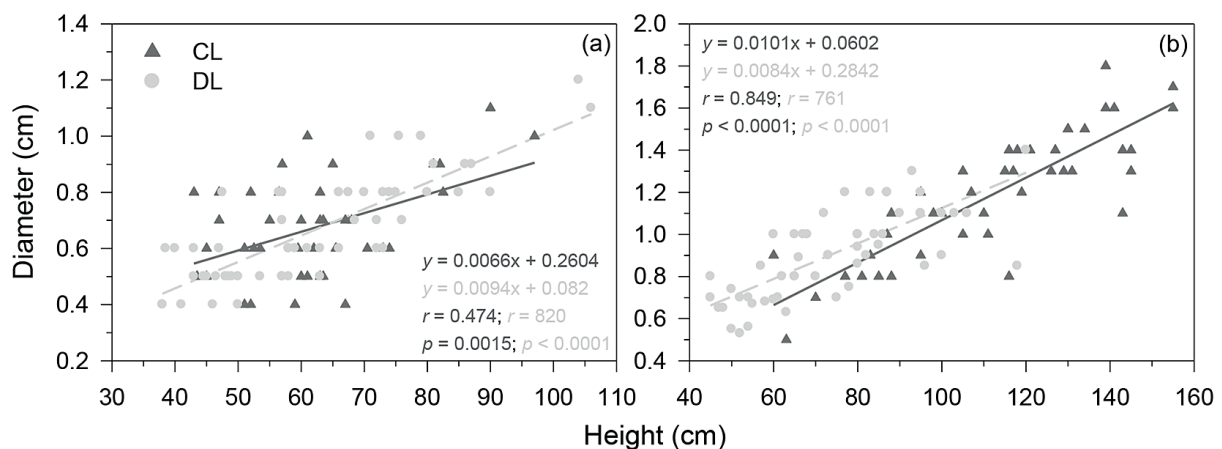 1.4
1.2
1.0
0.8
0.6
0.4
0.2
CL
DL
(a)
y = 0.0066x + 0.2604
y = 0.0094x + 0.082
r = 0.474; r = 820
p = 0.0015; p < 0.0001
30 40 50 60 70 80 90 100 110
2.0
1.8
1.6
1.4
1.2
1.0
0.8
0.6
0.4
(b)
y = 0.0101x + 0.0602
y = 0.0084x + 0.2842
r = 0.849; r = 761
p < 0.0001; p < 0.0001
40 60 80 100 120 140 160
Diameter (cm)
Height (cm)